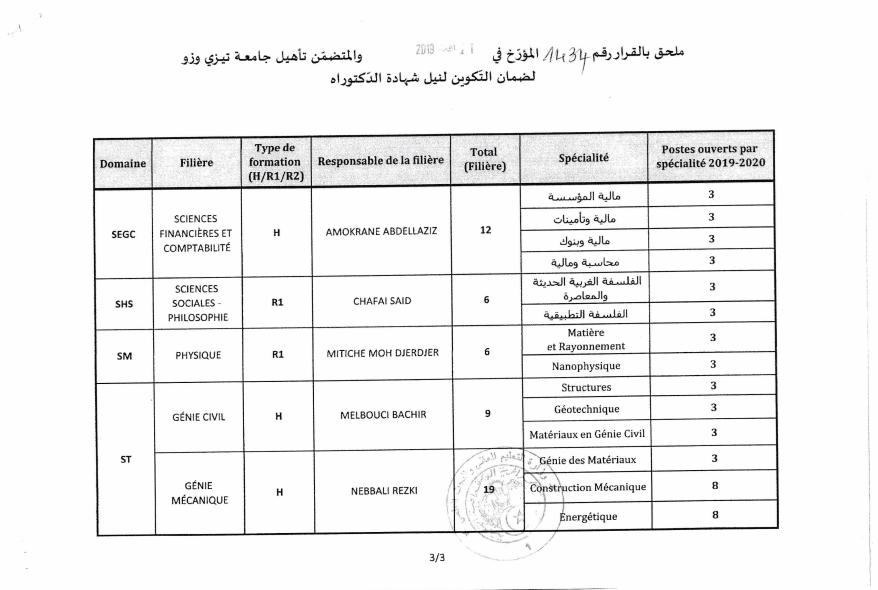 ملحق بالقرار رقم 1434 المؤرّخ في 2019 والمتضمّن تأهيل جامعة تيزي وزو
لضمان التكوين لنيل شهادة الدّكتوراه
Domaine Filière Type de formation (H/R1/R2) Responsable de la filière Total (Filière) Spécialité Postes ouverts par spécialité 2019-2020
SEGC SCIENCES FINANCIÈRES ET COMPTABILITÉ H AMOKRANE ABDELLAZIZ 12 مالية المؤسسة 3
مالية وتأمينات 3
مالية وبنوك 3
محاسبة ومالية 3
SHS SCIENCES SOCIALES - PHILOSOPHIE R1 CHAFAI SAID 6 الفلسفة الغربية الحديثة والمعاصرة 3
الفلسفة التطبيقية 3
SM PHYSIQUE R1 MITICHE MOH DJERDJER 6 Matière et Rayonnement 3
Nanophysique 3
ST GÉNIE CIVIL H MELBOUCI BACHIR 9 Structures 3
Géotechnique 3
Matériaux en Génie Civil 3
GÉNIE MÉCANIQUE H NEBBALI REZKI 19 Génie des Matériaux 3
Construction Mécanique 8
Energétique 8
3/3